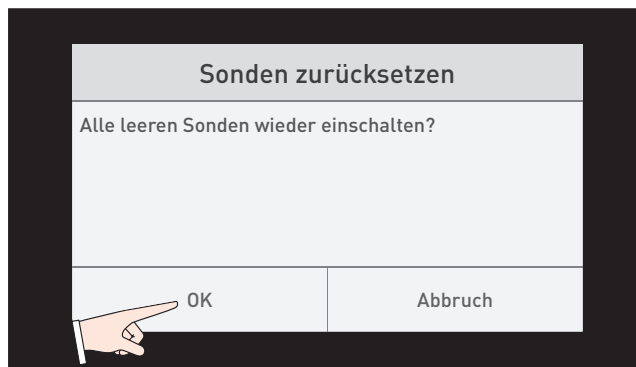 Sonden zurücksetzen
Alle leeren Sonden wieder einschalten?
OK
Abbruch